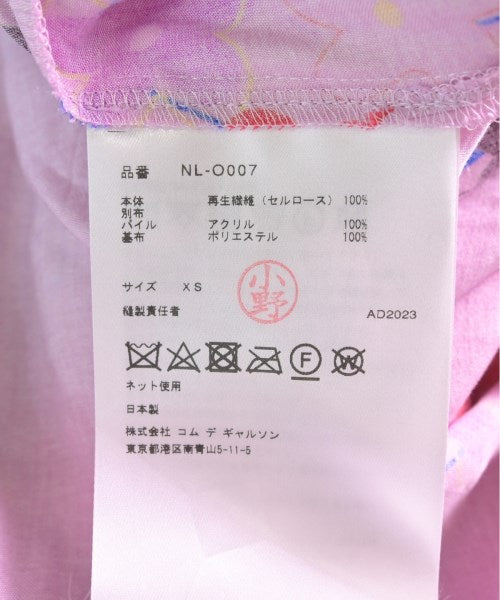 品番 NL-O007
本体 再生繊維（セルロース） 100%
別布
パイル アクリル 100%
基布 ポリエステル 100%
サイズ XS
小野
縫製責任者 AD2023
F W
ネット使用
日本製
株式会社 コム デ ギャルソン
東京都港区南青山5-11-5